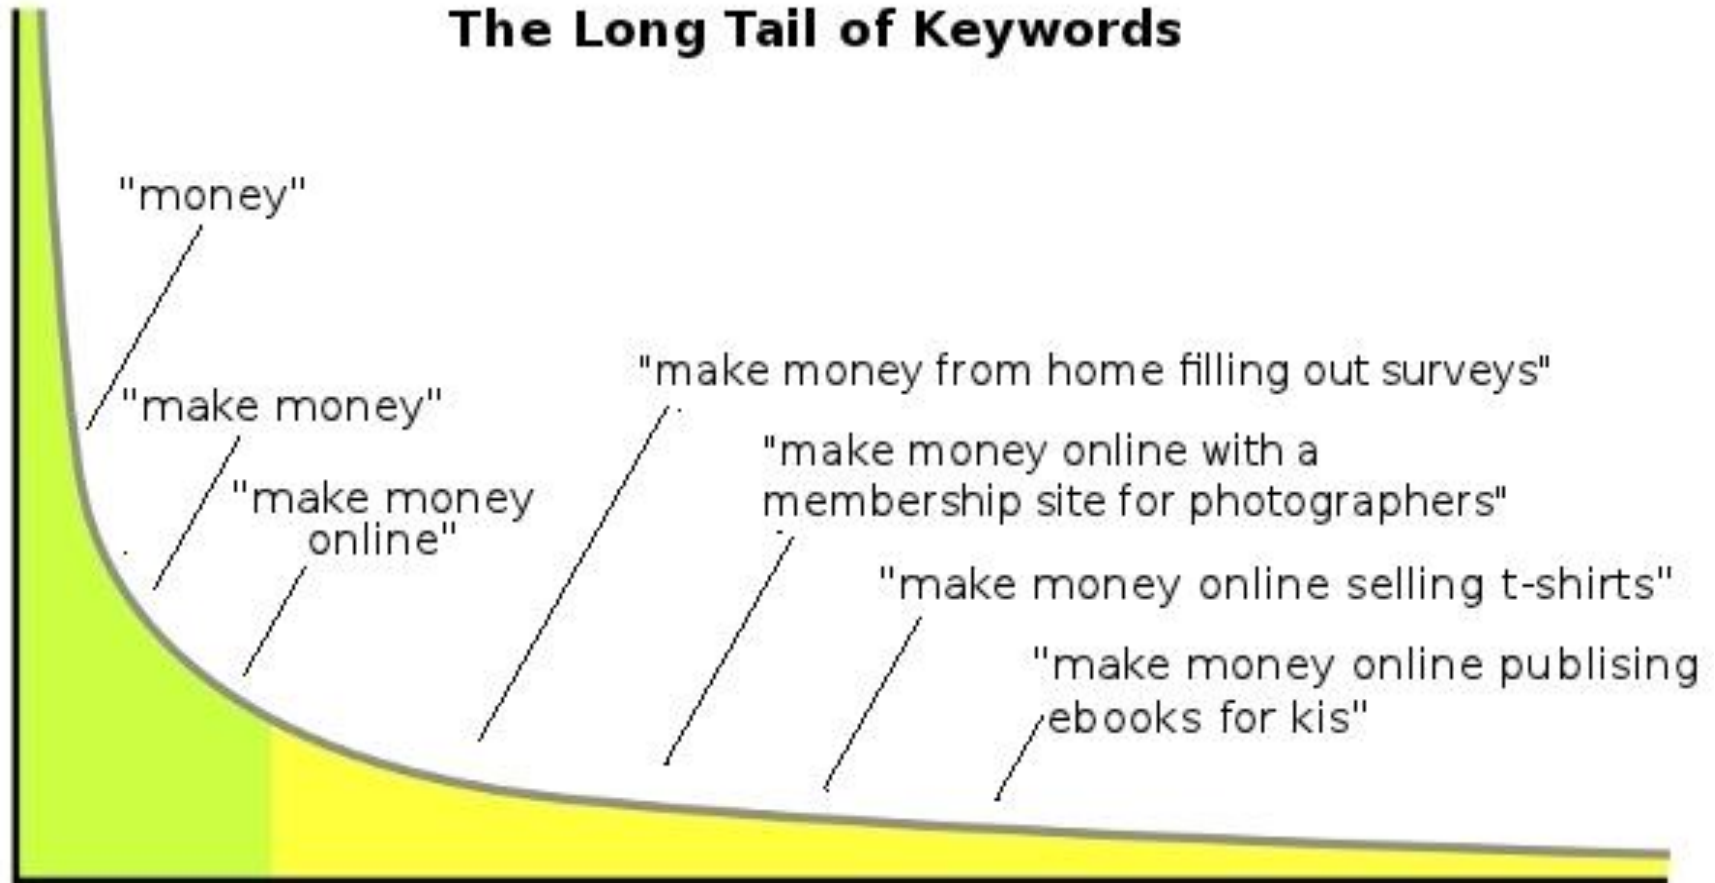 The Long Tail of Keywords
"money"
"make money"
"make money
online"
"make money from home filling out surveys"
"make money online with a
membership site for photographers"
"make money online selling t-shirts"
"make money online publising
ebooks for kis"